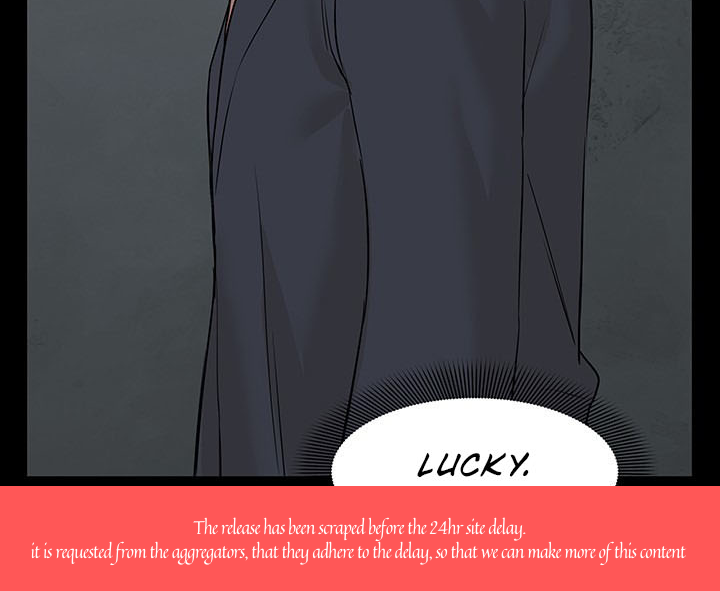 LUCKY.
The release has been scraped before the 24hr site delay.
it is requested from the aggregators, that they adhere to the delay, so that we can make more of this content